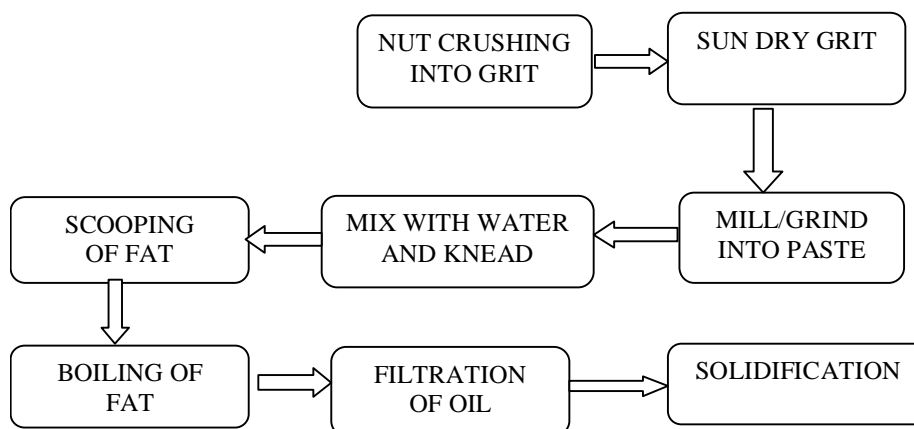 NUT CRUSHING
INTO GRIT
SUN DRY GRIT
MILL/GRIND
INTO PASTE
MIX WITH WATER
AND KNEAD
SCOOPING
OF FAT
BOILING OF
FAT
FILTRATION
OF OIL
SOLIDIFICATION